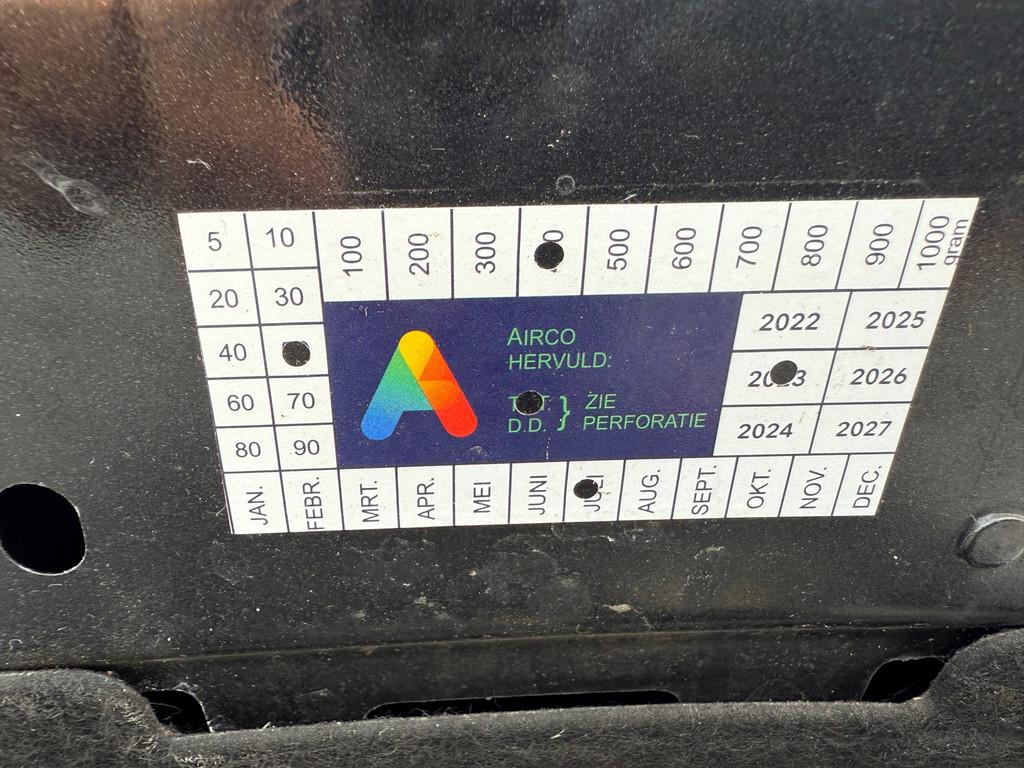 5 10 100 200 300 500 600 700 800 900 1000 gram
20 30
40
60 70
80 90
AIRCO
HERVULD:
ZIE
D.D. } PERFORATIE
2022 2025
2026
2024 2027
JAN. FEBR. MRT. APR. MEI JUNI AUG. SEPT. OKT. NOV. DEC.